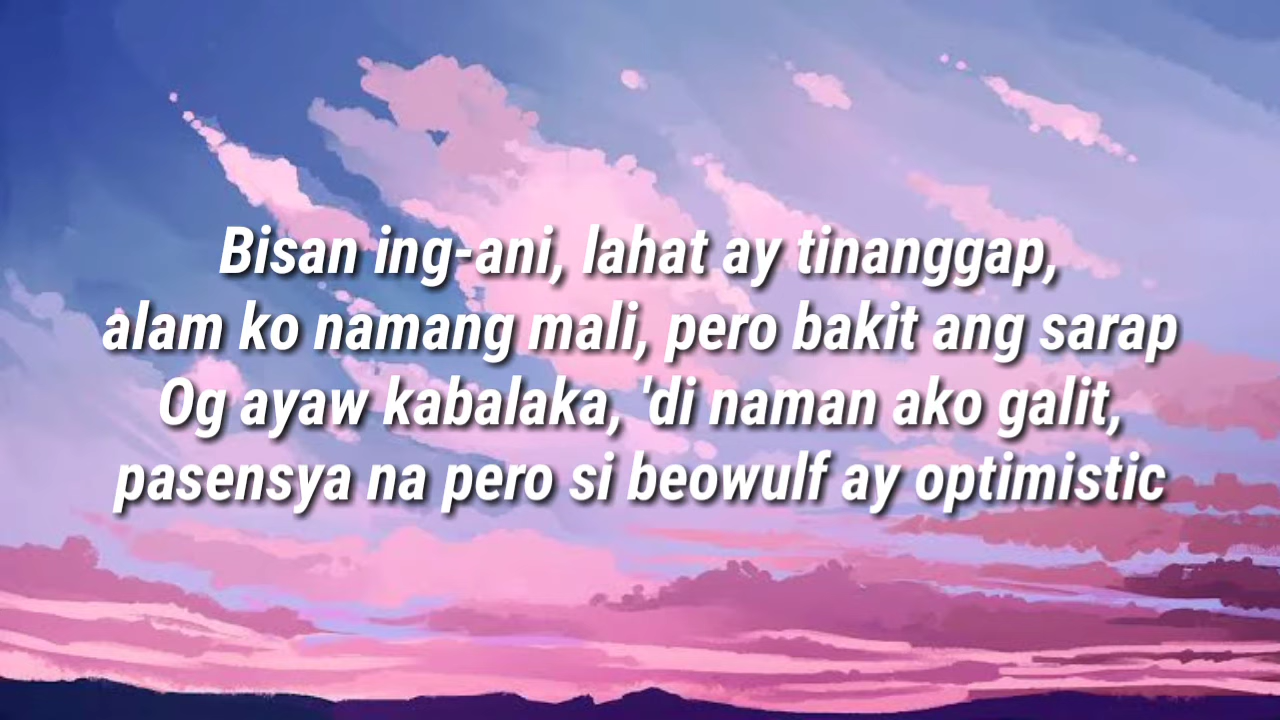 Bisan ing-ani, lahat ay tinanggap,
alam ko namang mali, pero bakit ang sarap
Og ayaw kabalaka, 'di naman ako galit,
pasensya na pero si beowulf ay optimistic